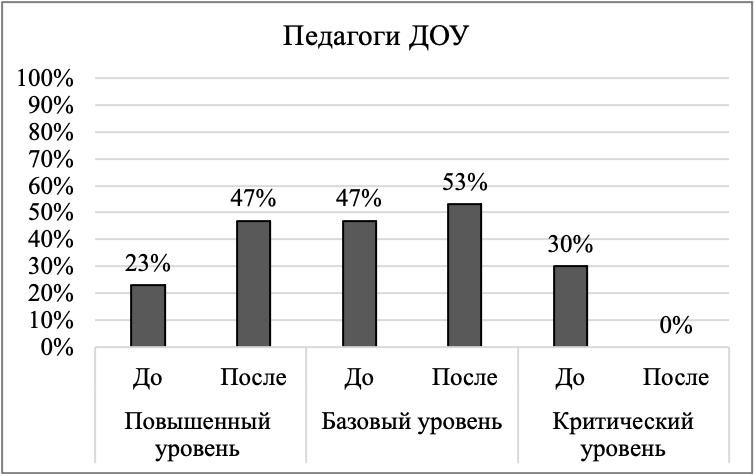 Педагоги ДОУ
100%
90%
80%
70%
60%
50%
40%
30%
20%
10%
0%
23%
47%
47%
53%
30%
0%
До
После
До
После
До
После
Повышенный
уровень
Базовый уровень
Критический
уровень